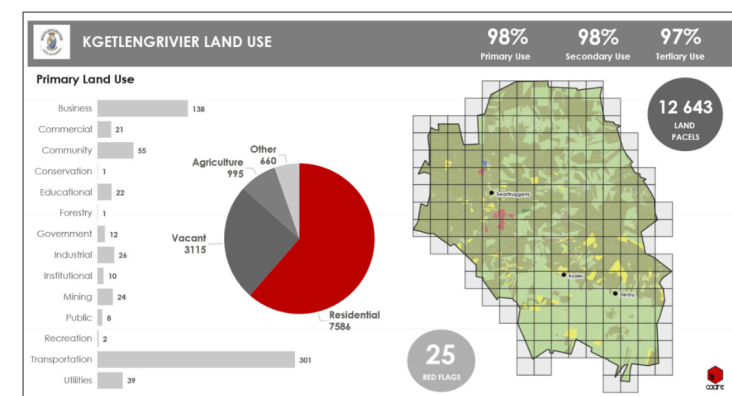 KGETLENGRIVIER LAND USE
98%
Primary Use
98%
Secondary Use
97%
Tertiary Use
Primary Land Use
Business 138
Commercial 21
Community 55
Conservation 1
Educational 22
Forestry 1
Government 12
Industrial 26
Institutional 10
Mining 24
Public 8
Recreation 2
Transportation 301
Utilities 39
Other
660
Agriculture
995
Vacant
3115
Residential
7586
12 643
LAND
PACELS
Swartruggens
Koster
Derby
25
RED FLAGS